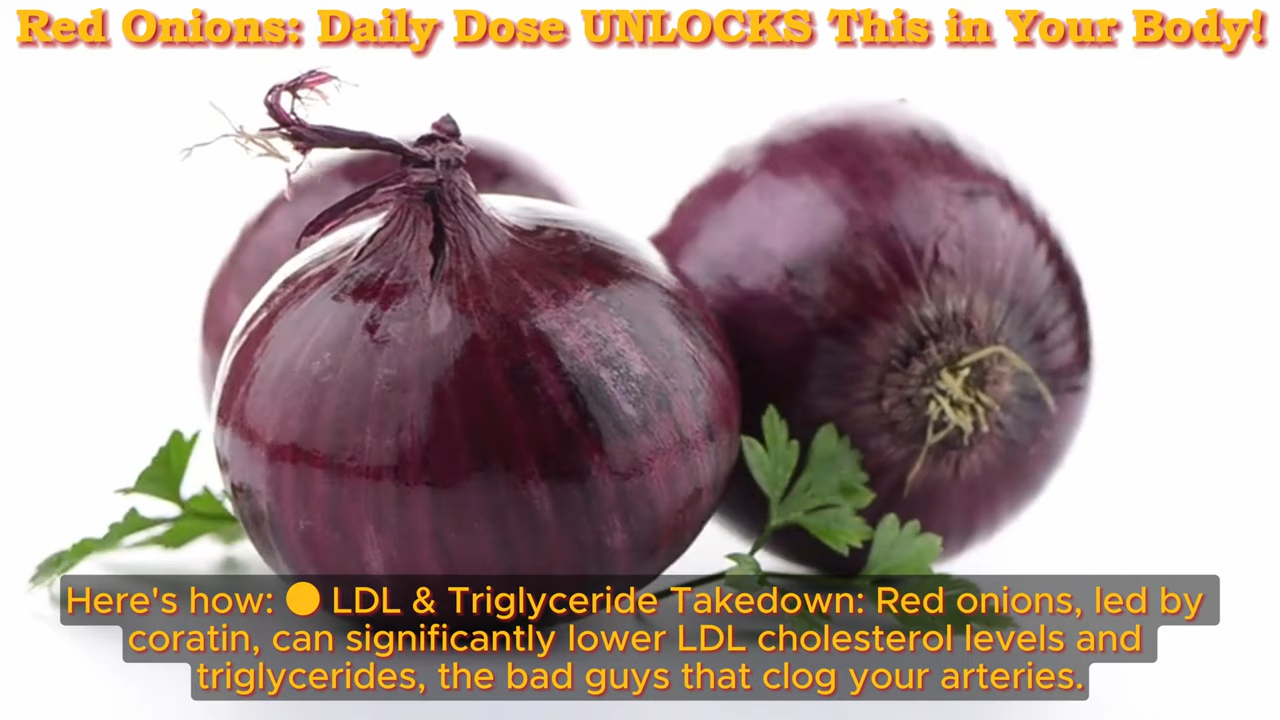 Red Onions: Daily Dose UNLOCKS This in Your Body!
Here's how: 🟡 LDL & Triglyceride Takedown: Red onions, led by
coratin, can significantly lower LDL cholesterol levels and
triglycerides, the bad guys that clog your arteries.